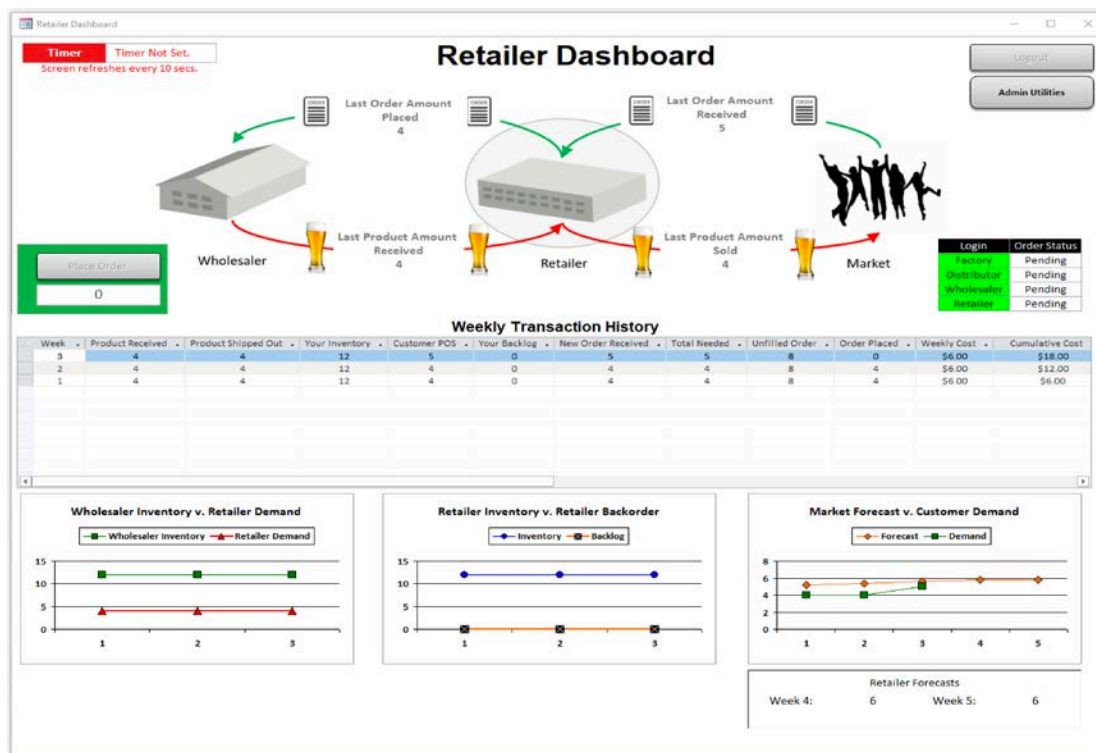 Retailer Dashboard
Timer Timer Not Set.
Screen refreshes every 10 secs.
Retailer Dashboard
Logout
Admin Utilities
ORDER
Last Order Amount
Placed
4
ORDER
Last Order Amount
Received
5
ORDER
ORDER
Place Order
0
Wholesaler
Last Product Amount
Received
4
Retailer
Last Product Amount
Sold
4
Market
Login Order Status
Factory Pending
Distributor Pending
Wholesaler Pending
Retailer Pending
Weekly Transaction History
Week Product Received Product Shipped Out Your Inventory Customer POS Your Backlog New Order Received Total Needed Unfilled Order Order Placed Weekly Cost Cumulative Cost
3 4 4 12 5 0 5 5 8 0 $6.00 $18.00
2 4 4 12 4 0 4 4 8 4 $6.00 $12.00
1 4 4 12 4 0 4 4 8 4 $6.00 $6.00
Wholesaler Inventory v. Retailer Demand
Wholesaler Inventory Retailer Demand
15
10
5
0
1 2 3
Retailer Inventory v. Retailer Backorder
Inventory Backlog
15
10
5
0
1 2 3
Market Forecast v. Customer Demand
Forecast Demand
8
6
4
2
0
1 2 3 4 5
Retailer Forecasts
Week 4: 6 Week 5: 6